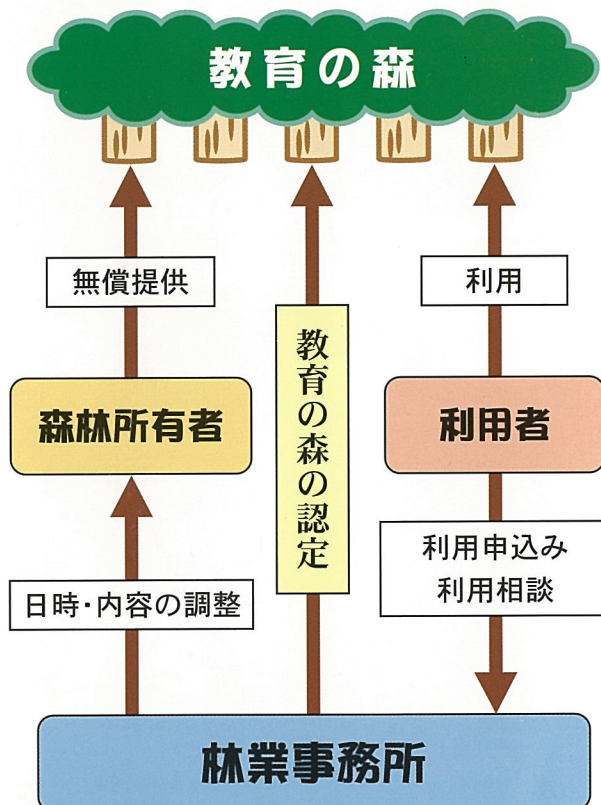 教育の森
無償提供
利用
教育の森の認定
森林所有者
利用者
日時・内容の調整
利用申込み
利用相談
林業事務所